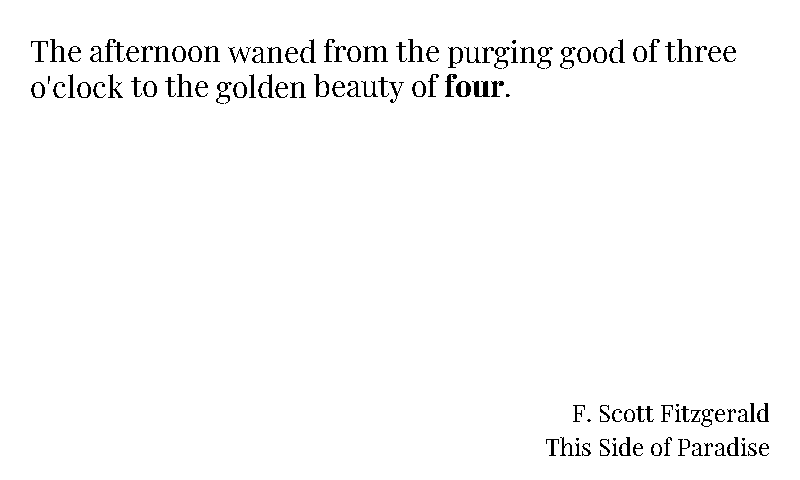 The afternoon waned from the purging good of three
o'clock to the golden beauty of four.
F. Scott Fitzgerald
This Side of Paradise